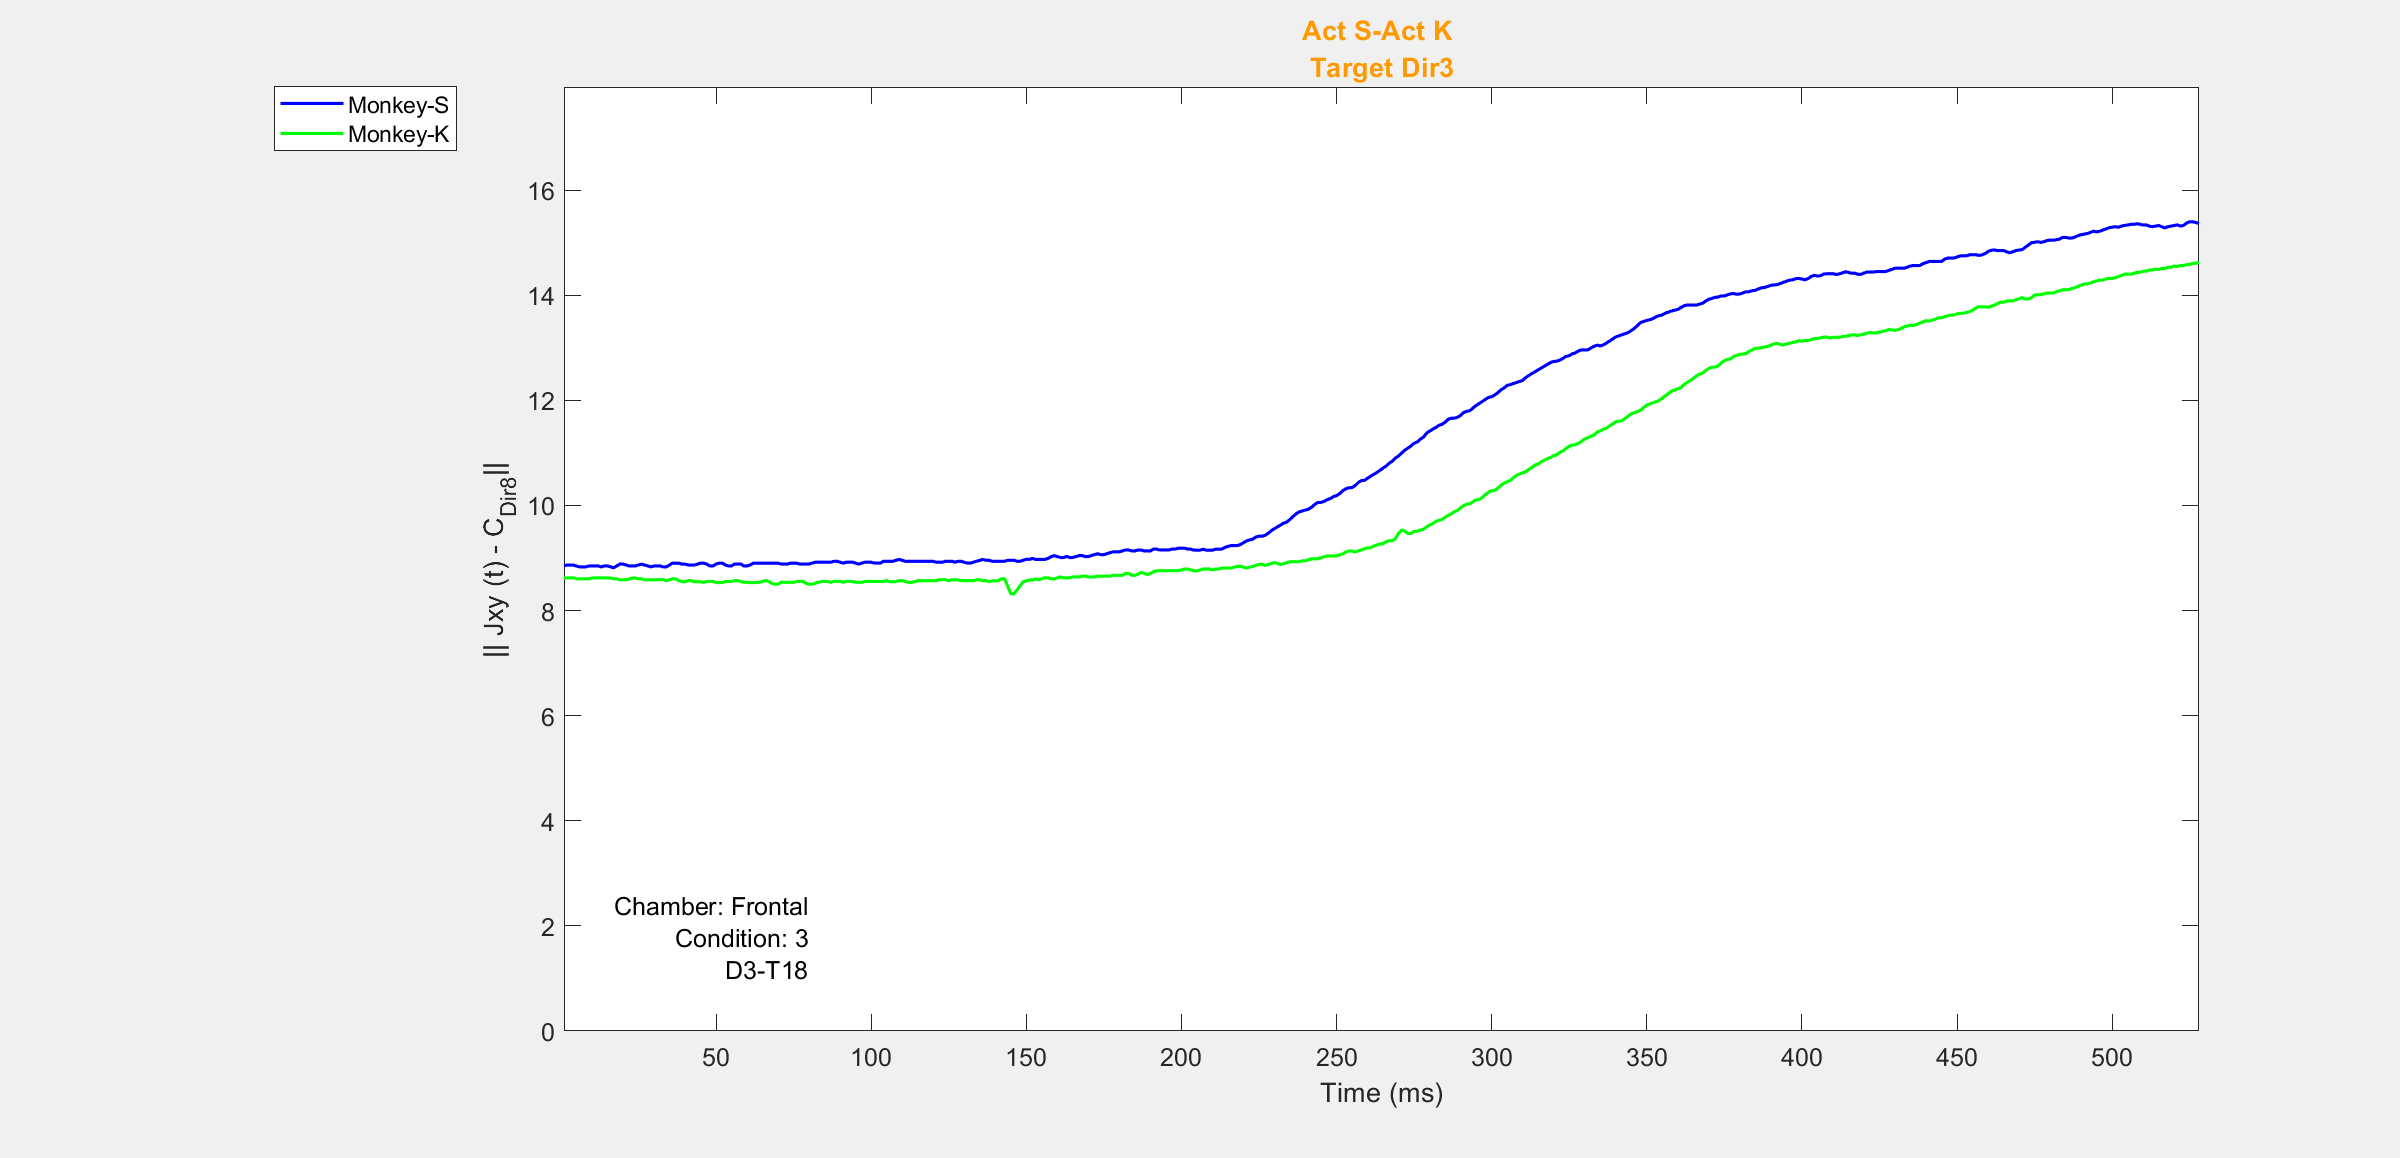 Act S-Act K
Target Dir3
Monkey-S
Monkey-K
|| Jxy (t) - C_Dir8||
16
14
12
10
8
6
4
2
0
Chamber: Frontal
Condition: 3
D3-T18
50 100 150 200 250 300 350 400 450 500
Time (ms)